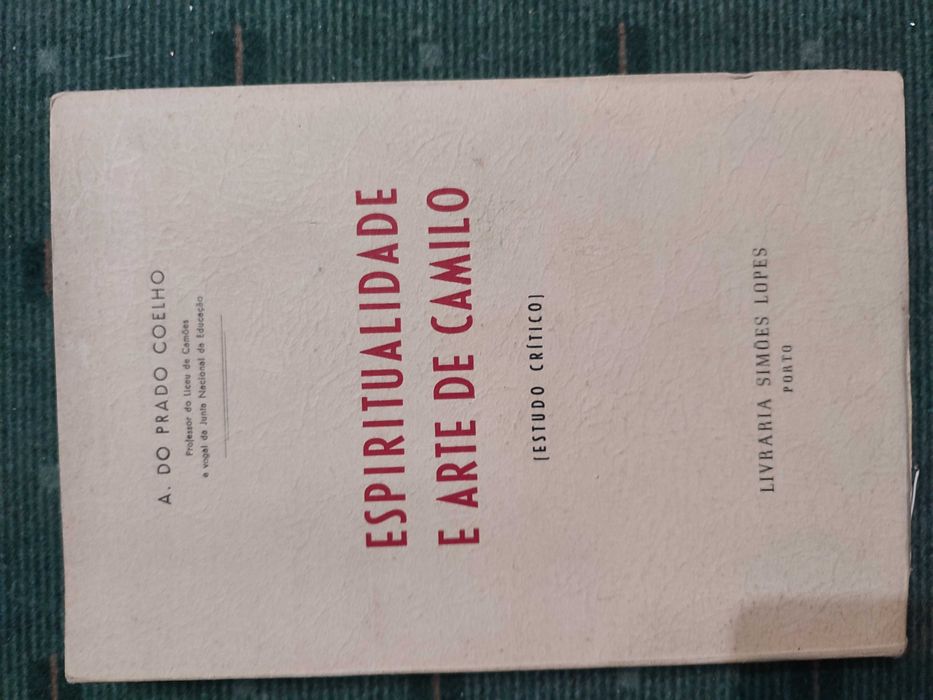 A. DO PRADO COELHO
Professor do Liceu de Camões
e vogal da Junta Nacional da Educação
ESPIRITUALIDADE
E ARTE DE CAMILO
[ESTUDO CRÍTICO]
LIVRARIA SIMÕES LOPES
PORTO